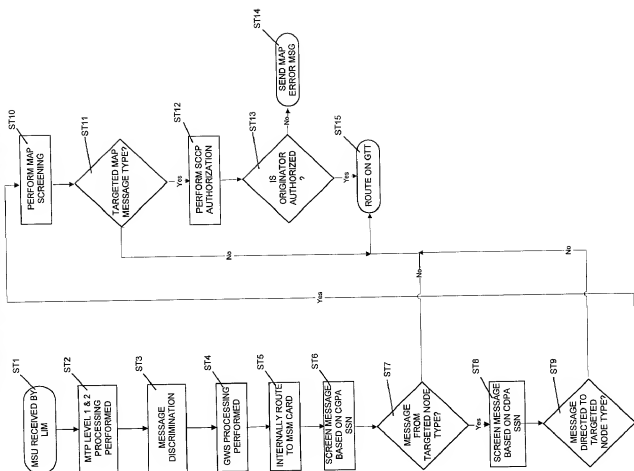 ST1
MSU RECEIVED BY
LIM
ST2
MTP LEVEL 1 & 2
PROCESSING
PERFORMED
ST3
MESSAGE
DISCRIMINATION
ST4
GWS PROCESSING
PERFORMED
ST5
INTERNALLY ROUTE
TO MSM CARD
ST6
SCREEN MESSAGE
BASED ON CGPA
SSN
ST7
MESSAGE
FROM
TARGETED NODE
TYPE?
No
Yes
ST8
SCREEN MESSAGE
BASED ON CDPA
SSN
ST9
MESSAGE
DIRECTED TO
TARGETED
NODE TYPE?
No
Yes
ST10
PERFORM MAP
SCREENING
ST11
TARGETED MAP
MESSAGE TYPE?
No
Yes
ST12
PERFORM SCCP
AUTHORIZATION
ST13
IS
ORIGINATOR
AUTHORIZED
?
No
Yes
ST14
SEND MAP
ERROR MSG
ST15
ROUTE ON GTT